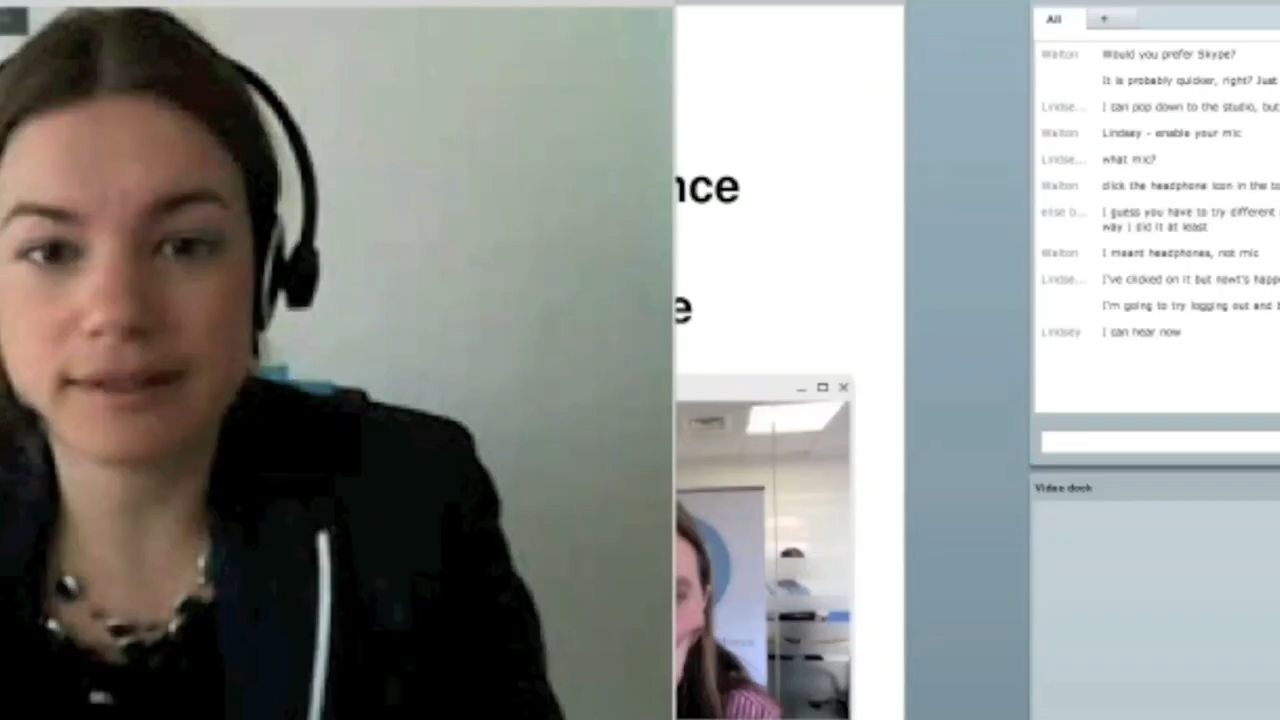 nce
e
All
+
Walton Would you prefer Skype?
It is probably quicker, right? Just
Lindse... I can pop down to the studio, but
Walton Lindsey - enable your mic
Lindse... what mic?
Walton click the headphone icon in the to
else b... I guess you have to try different
way I did it at least
Walton I meant headphones, not mic
Lindse... I've clicked on it but nowt's happe
I'm going to try logging out and b
Lindsey I can hear now
Video dock